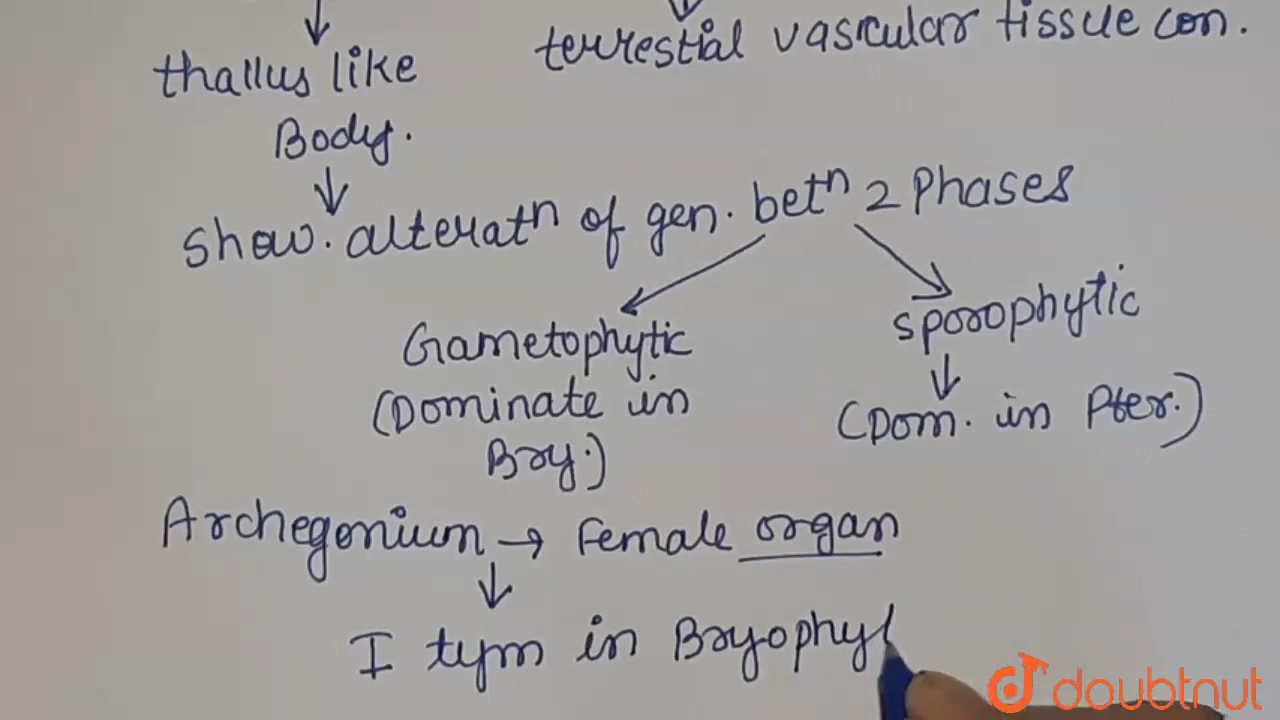 terrestial vascular tissue con.
thallus like
Body.
show. alteratn of gen. betn 2 Phases
Gametophytic
sporophytic
(Dominate in
Bry.)
(Dom. in Pter.)
Archegonium → Female organ
I tym in Bryophyt
doubtnut